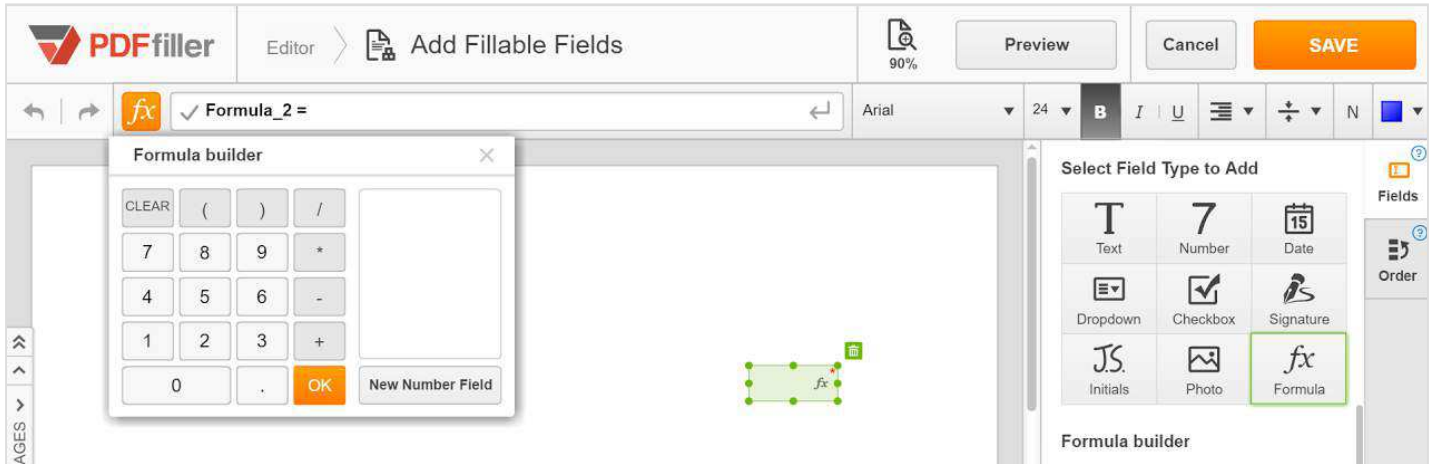 PDFfiller
Editor
Add Fillable Fields
90%
Preview
Cancel
SAVE
fx
Formula_2 =
Arial
24
B
I
U
N
Formula builder
CLEAR ( ) /
7 8 9 *
4 5 6 -
1 2 3 +
0 . OK
New Number Field
fx *
Select Field Type to Add
T
Text
7
Number
15
Date
Dropdown
Checkbox
Signature
J.S.
Initials
Photo
fx
Formula
Formula builder
?
Fields
?
Order
AGES